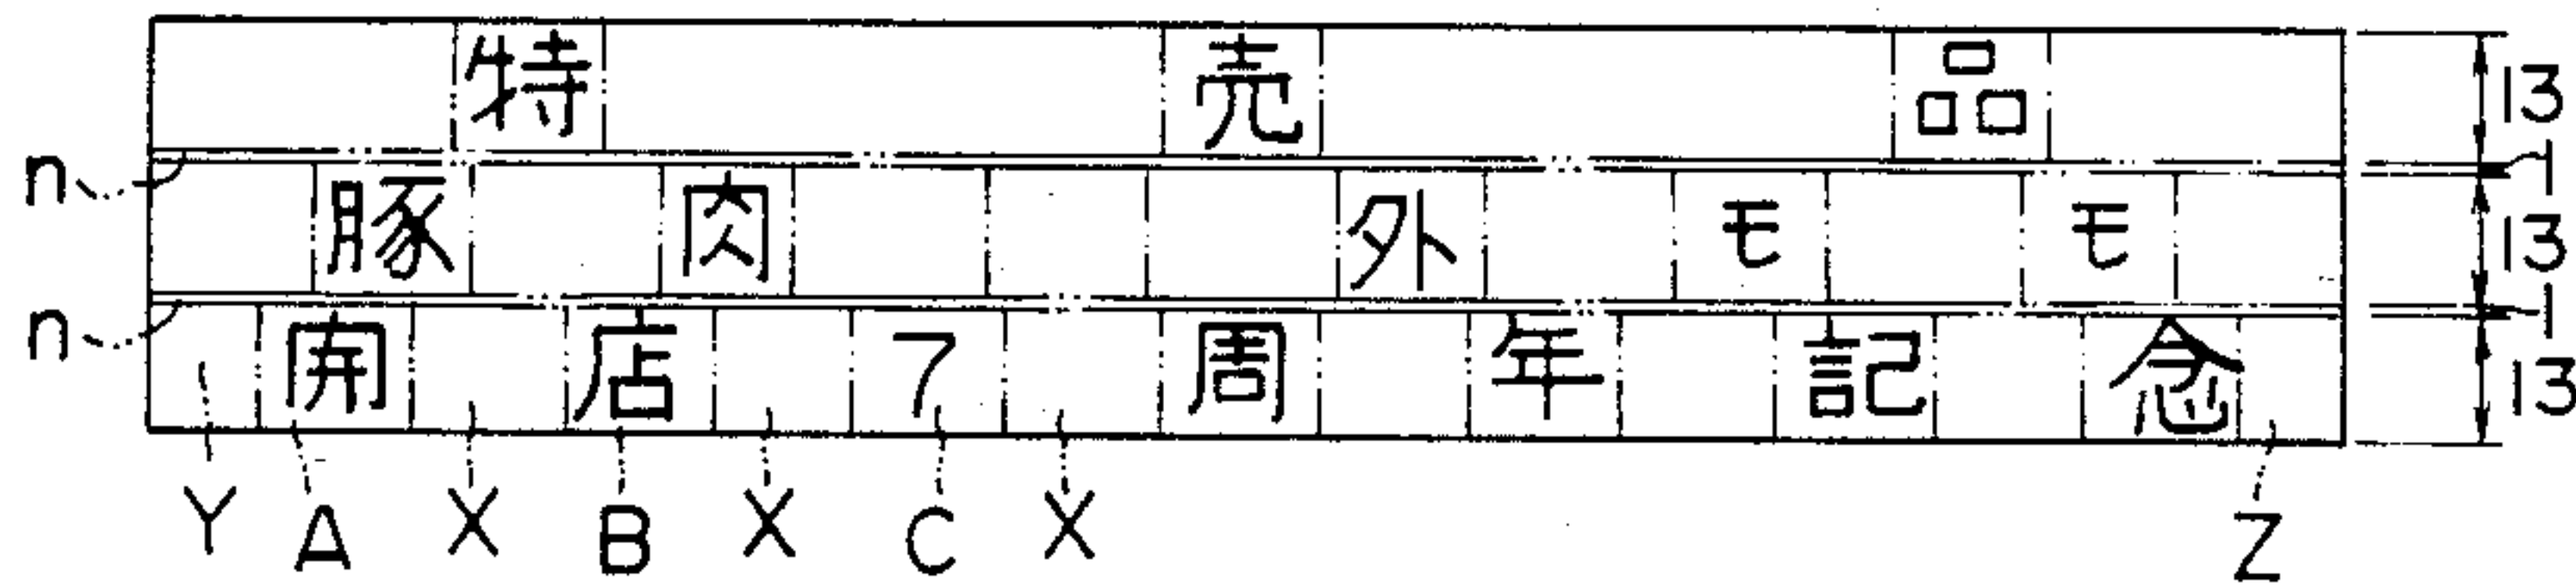 特 売 品 13
n 1
豚 肉 外 モ モ 13
n 1
開 店 7 周 年 記 念 13
Y A X B X C X Z